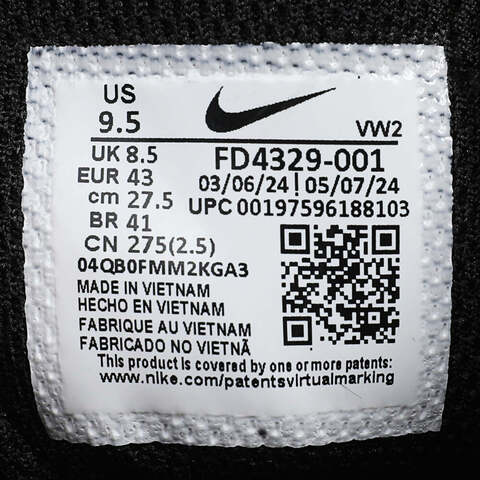 US
9.5
VW2
UK 8.5
FD4329-001
EUR 43
03/06/24 | 05/07/24
cm 27.5
UPC 00197596188103
BR 41
CN 275(2.5)
04QB0FMM2KGA3
MADE IN VIETNAM
HECHO EN VIETNAM
FABRIQUE AU VIETNAM
FABRICADO NO VIETNÃ
This product is covered by one or more patents:
www.nike.com/patentsvirtualmarking